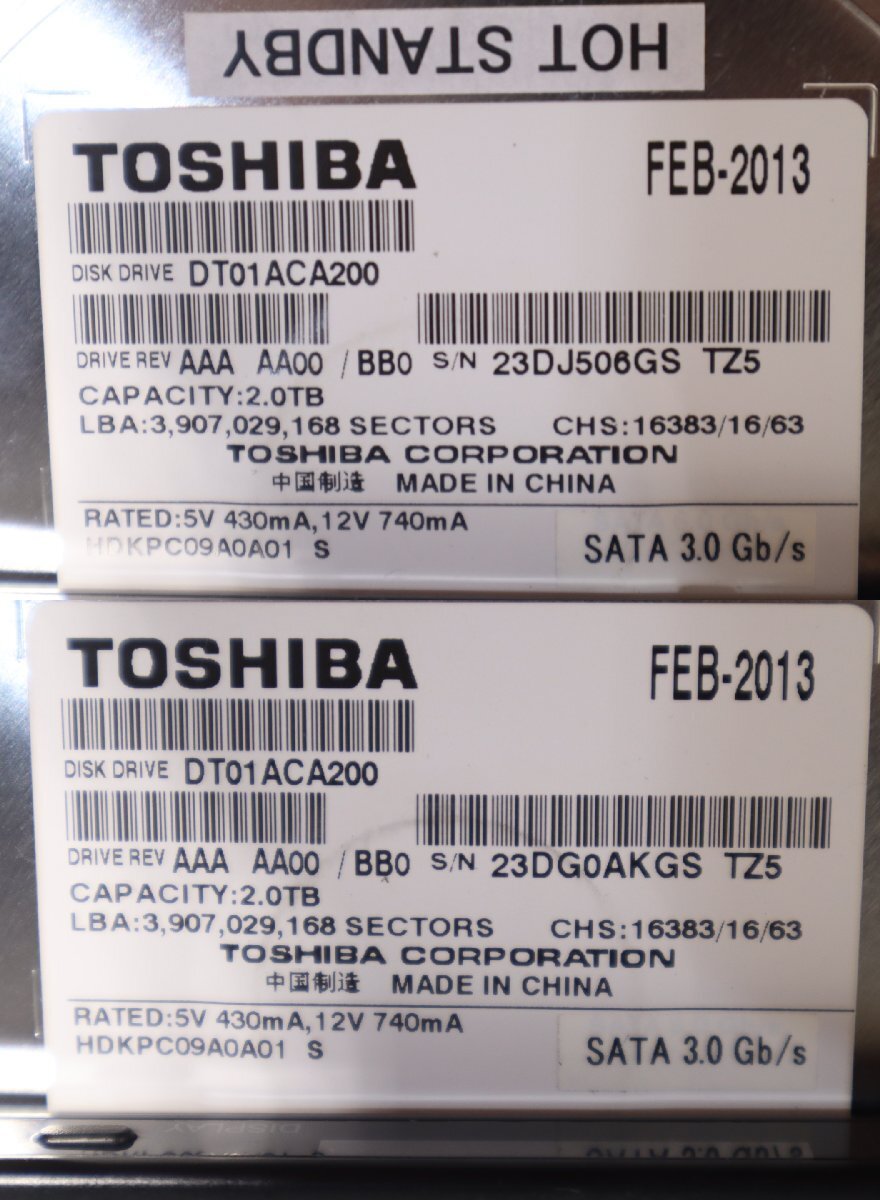 HOT STANDBY
TOSHIBA FEB-2013
DISK DRIVE DT01ACA200
DRIVE REV AAA AA00 / BB0 S/N 23DJ506GS TZ5
CAPACITY:2.0TB
LBA:3,907,029,168 SECTORS CHS:16383/16/63
TOSHIBA CORPORATION
中国制造 MADE IN CHINA
RATED:5V 430mA,12V 740mA
HDKPC09A0A01 S SATA 3.0 Gb/s
TOSHIBA FEB-2013
DISK DRIVE DT01ACA200
DRIVE REV AAA AA00 / BB0 S/N 23DG0AKGS TZ5
CAPACITY:2.0TB
LBA:3,907,029,168 SECTORS CHS:16383/16/63
TOSHIBA CORPORATION
中国制造 MADE IN CHINA
RATED:5V 430mA,12V 740mA
HDKPC09A0A01 S SATA 3.0 Gb/s
DISPLAY